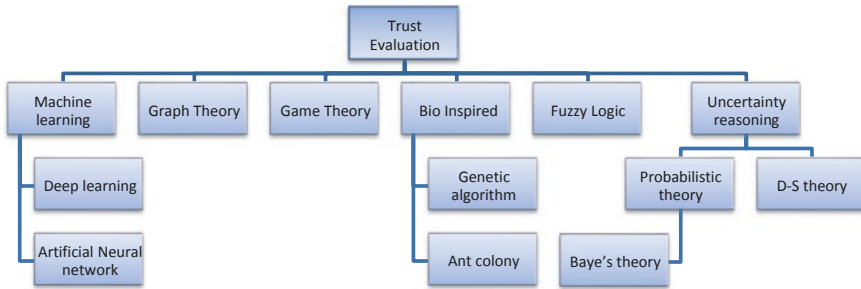 Trust
Evaluation
Machine
learning
Graph Theory
Game Theory
Bio Inspired
Fuzzy Logic
Uncertainty
reasoning
Deep learning
Genetic
algorithm
Probabilistic
theory
D-S theory
Artificial Neural
network
Ant colony
Baye's theory